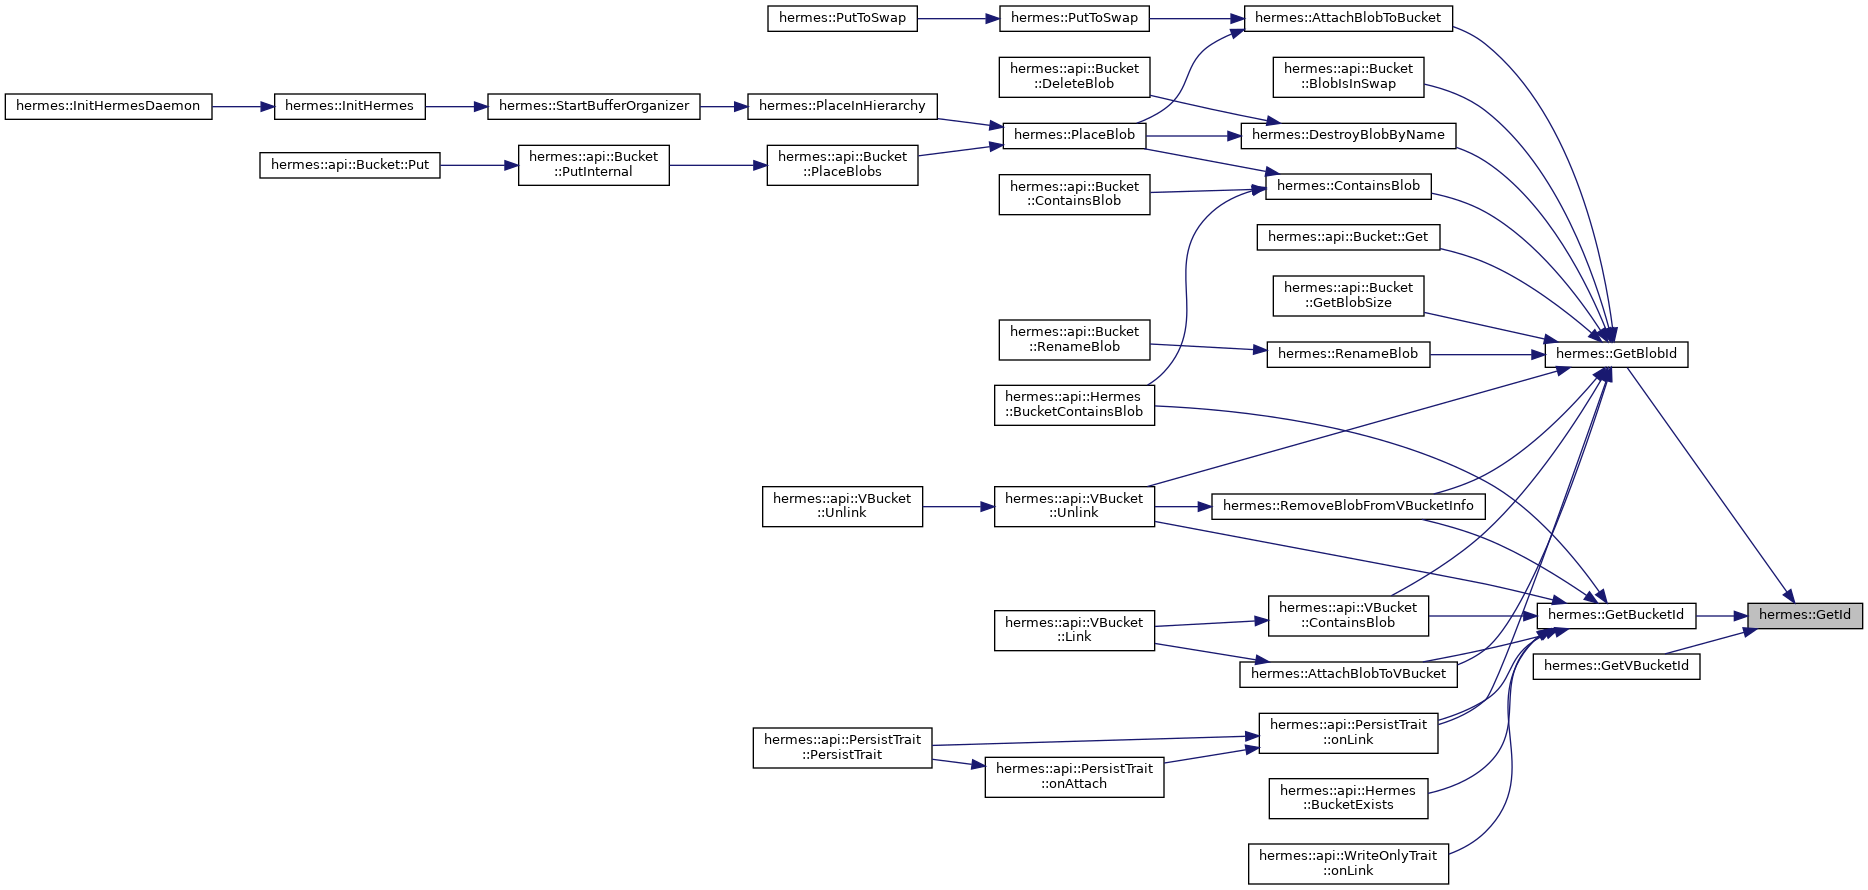 hermes::PutToSwap
hermes::PutToSwap
hermes::AttachBlobToBucket
hermes::api::Bucket
::DeleteBlob
hermes::api::Bucket
::BlobIsInSwap
hermes::InitHermesDaemon
hermes::InitHermes
hermes::StartBufferOrganizer
hermes::PlaceInHierarchy
hermes::PlaceBlob
hermes::DestroyBlobByName
hermes::api::Bucket::Put
hermes::api::Bucket
::PutInternal
hermes::api::Bucket
::PlaceBlobs
hermes::api::Bucket
::ContainsBlob
hermes::ContainsBlob
hermes::api::Bucket::Get
hermes::api::Bucket
::GetBlobSize
hermes::api::Bucket
::RenameBlob
hermes::RenameBlob
hermes::GetBlobId
hermes::api::Hermes
::BucketContainsBlob
hermes::api::VBucket
::Unlink
hermes::api::VBucket
::Unlink
hermes::RemoveBlobFromVBucketInfo
hermes::api::VBucket
::Link
hermes::api::VBucket
::ContainsBlob
hermes::GetBucketId
hermes::GetId
hermes::AttachBlobToVBucket
hermes::GetVBucketId
hermes::api::PersistTrait
::PersistTrait
hermes::api::PersistTrait
::onAttach
hermes::api::PersistTrait
::onLink
hermes::api::Hermes
::BucketExists
hermes::api::WriteOnlyTrait
::onLink